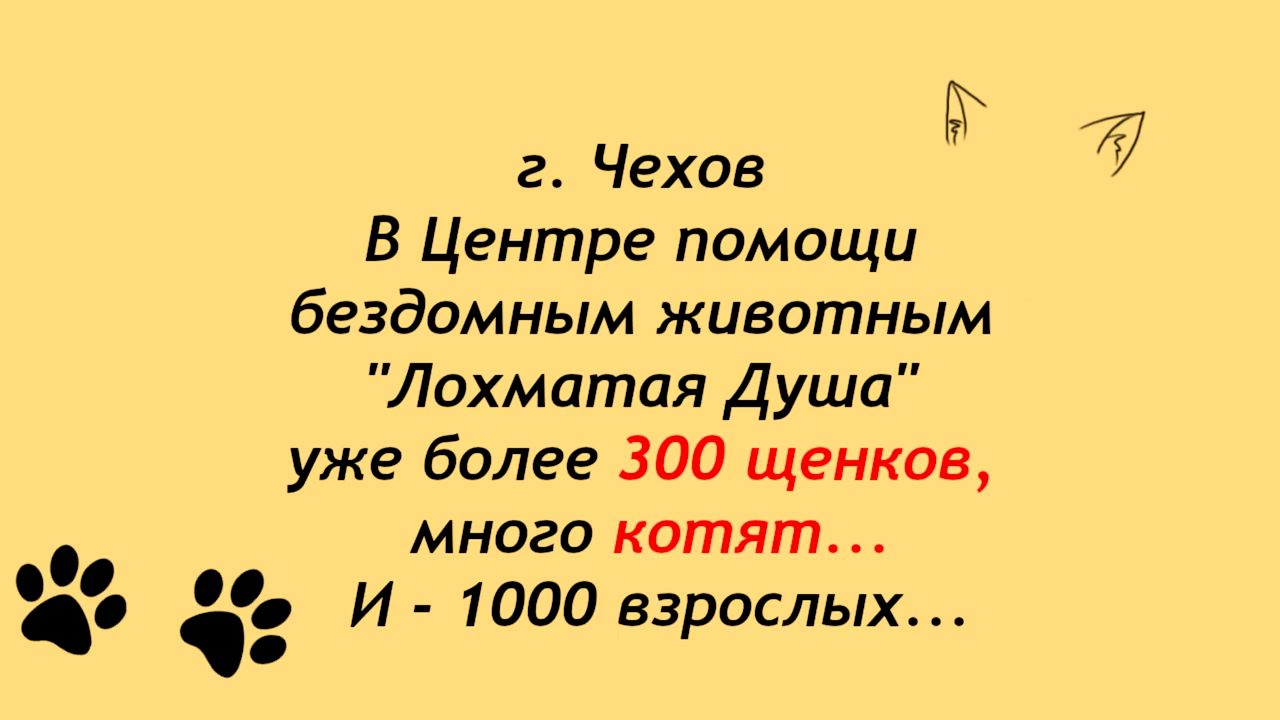 г. Чехов
В Центре помощи
бездомным животным
"Лохматая Душа"
уже более 300 щенков,
много котят...
И - 1000 взрослых...